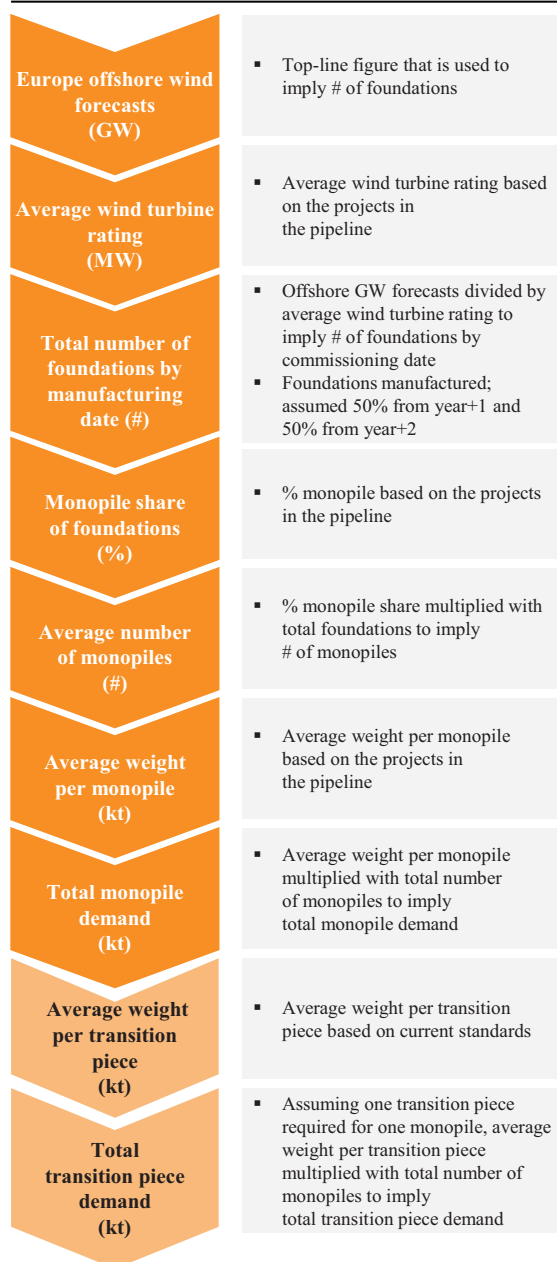 Europe offshore wind
forecasts
(GW)
▪ Top-line figure that is used to
imply # of foundations
Average wind turbine
rating
(MW)
▪ Average wind turbine rating based
on the projects in
the pipeline
Total number of
foundations by
manufacturing
date (#)
▪ Offshore GW forecasts divided by
average wind turbine rating to
imply # of foundations by
commissioning date
▪ Foundations manufactured;
assumed 50% from year+1 and
50% from year+2
Monopile share
of foundations
(%)
▪ % monopile based on the projects
in the pipeline
Average number
of monopiles
(#)
▪ % monopile share multiplied with
total foundations to imply
# of monopiles
Average weight
per monopile
(kt)
▪ Average weight per monopile
based on the projects in
the pipeline
Total monopile
demand
(kt)
▪ Average weight per monopile
multiplied with total number
of monopiles to imply
total monopile demand
Average weight
per transition
piece
(kt)
▪ Average weight per transition
piece based on current standards
Total
transition piece
demand
(kt)
▪ Assuming one transition piece
required for one monopile, average
weight per transition piece
multiplied with total number of
monopiles to imply
total transition piece demand